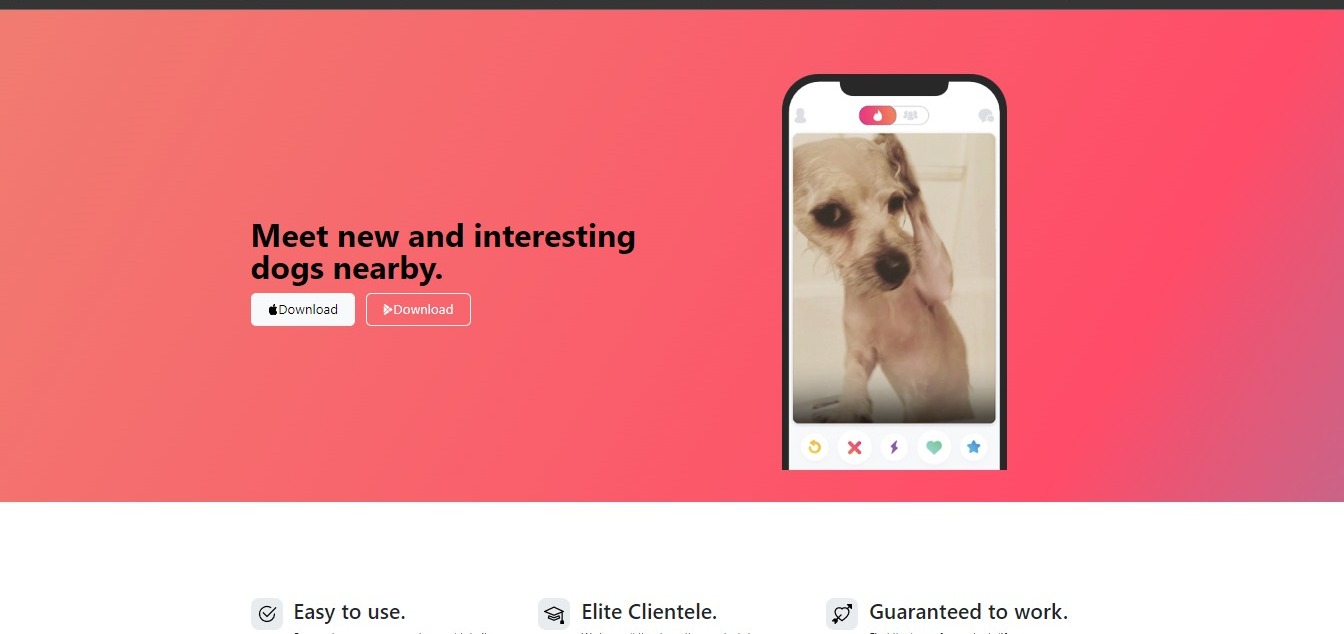 Meet new and interesting
dogs nearby.
Download
Download
Easy to use.
Elite Clientele.
Guaranteed to work.